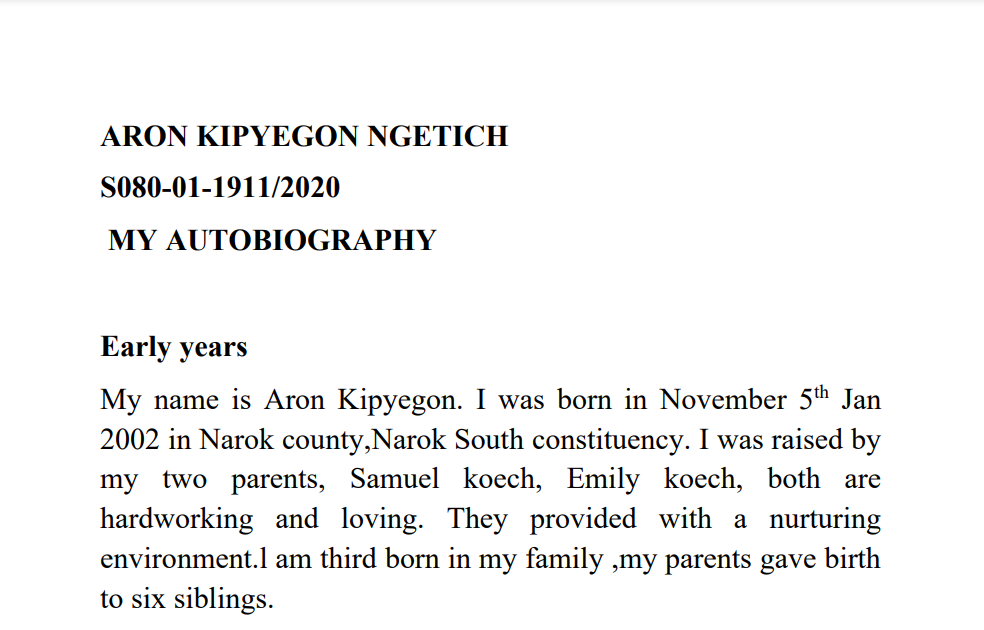 ARON KIPYEGON NGETICH
S080-01-1911/2020
MY AUTOBIOGRAPHY
Early years
My name is Aron Kipyegon. I was born in November 5th Jan
2002 in Narok county,Narok South constituency. I was raised by
my two parents, Samuel koech, Emily koech, both are
hardworking and loving. They provided with a nurturing
environment.l am third born in my family ,my parents gave birth
to six siblings.